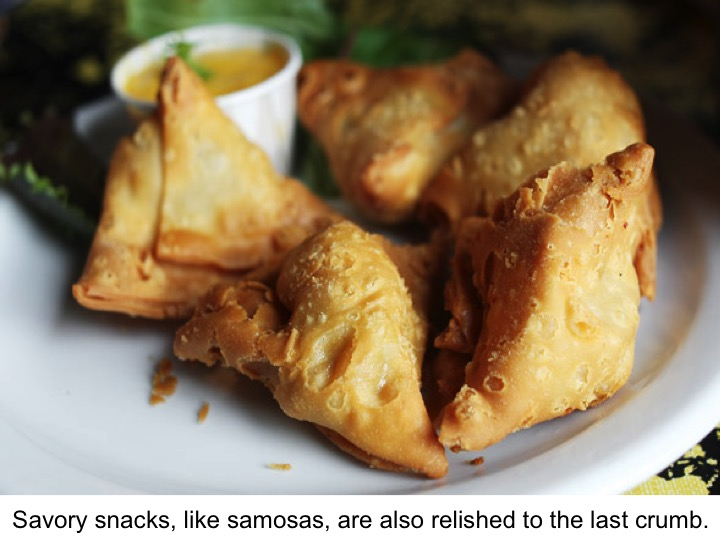 Savory snacks, like samosas, are also relished to the last crumb.